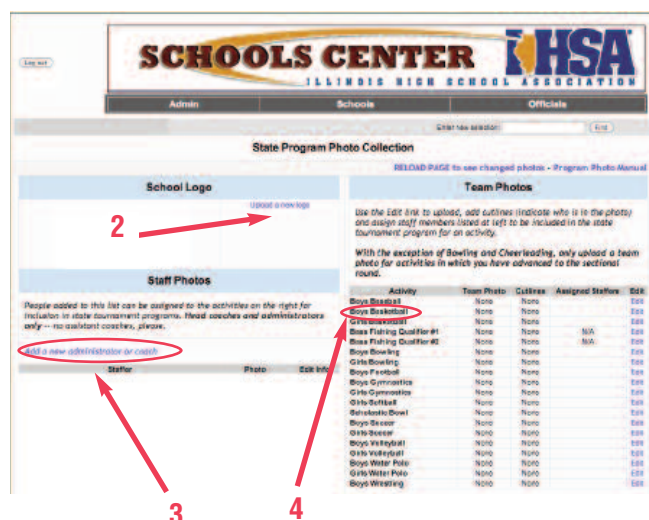 Log out
SCHOOLS CENTER
IHSA
ILLINOIS HIGH SCHOOL ASSOCIATION
Admin Schools Officials
Enter new selection: Find
State Program Photo Collection
RELOAD PAGE to see changed photos - Program Photo Manual
School Logo
Upload a new logo
2
Staff Photos
People added to this list can be assigned to the activities on the right for
inclusion in state tournament programs. Head coaches and administrators
only -- no assistant coaches, please.
Add a new administrator or coach
Staffer Photo Edit Info
3
Team Photos
Use the Edit link to upload, add cutlines (indicate who is in the photo)
and assign staff members listed at left to be included in the state
tournament program for an activity.
With the exception of Bowling and Cheerleading, only upload a team
photo for activities in which you have advanced to the sectional
round.
Activity Team Photo Cutlines Assigned Staffers Edit
Boys Baseball None None Edit
Boys Basketball None None Edit
Girls Basketball None None Edit
Bass Fishing Qualifier #1 None None N/A Edit
Bass Fishing Qualifier #2 None None N/A Edit
Boys Bowling None None Edit
Girls Bowling None None Edit
Boys Football None None Edit
Boys Gymnastics None None Edit
Girls Gymnastics None None Edit
Girls Softball None None Edit
Scholastic Bowl None None Edit
Boys Soccer None None Edit
Girls Soccer None None Edit
Boys Volleyball None None Edit
Girls Volleyball None None Edit
Boys Water Polo None None Edit
Girls Water Polo None None Edit
Boys Wrestling None None Edit
4